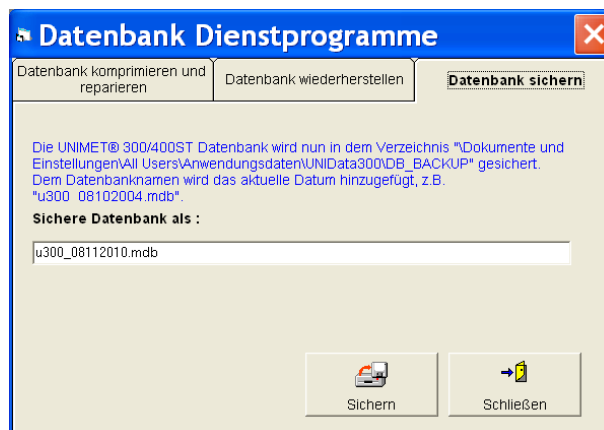 Datenbank Dienstprogramme
Datenbank komprimieren und
reparieren
Datenbank wiederherstellen
Datenbank sichern
Die UNIMET® 300/400ST Datenbank wird nun in dem Verzeichnis "\Dokumente und
Einstellungen\All Users\Anwendungsdaten\UNIData300\DB_BACKUP" gesichert.
Dem Datenbanknamen wird das aktuelle Datum hinzugefügt, z.B.
"u300 08102004.mdb".
Sichere Datenbank als :
u300_08112010.mdb
Sichern
Schließen